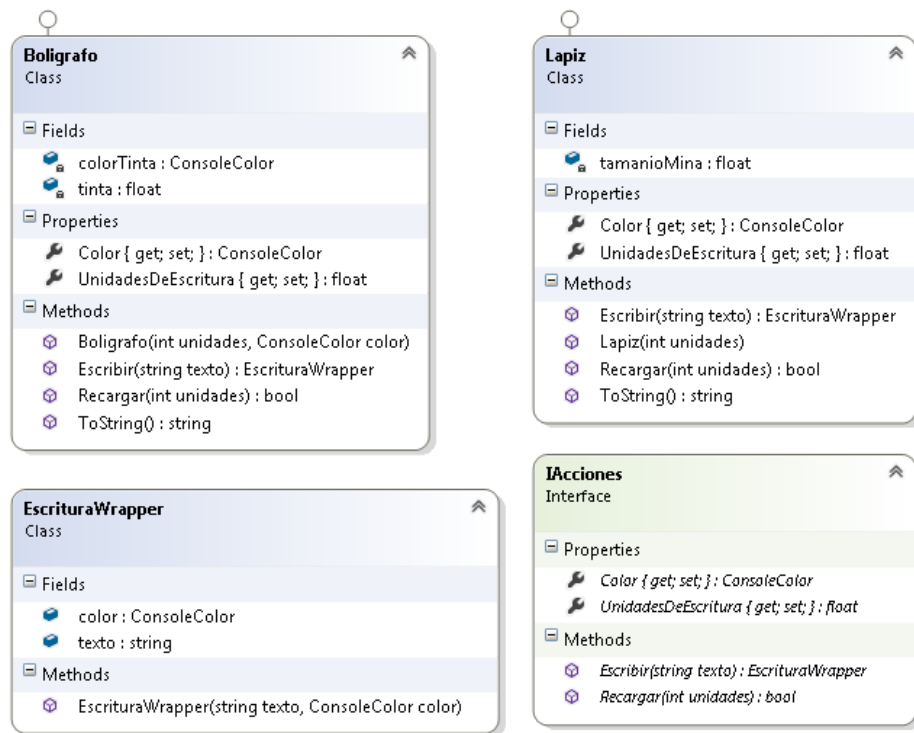 Boligrafo
Class
Fields
colorTinta : ConsoleColor
tinta : float
Properties
Color { get; set; } : ConsoleColor
UnidadesDeEscritura { get; set; } : float
Methods
Boligrafo(int unidades, ConsoleColor color)
Escribir(string texto) : EscrituraWrapper
Recargar(int unidades) : bool
ToString() : string
Lapiz
Class
Fields
tamanioMina : float
Properties
Color { get; set; } : ConsoleColor
UnidadesDeEscritura { get; set; } : float
Methods
Escribir(string texto) : EscrituraWrapper
Lapiz(int unidades)
Recargar(int unidades) : bool
ToString() : string
EscrituraWrapper
Class
Fields
color : ConsoleColor
texto : string
Methods
EscrituraWrapper(string texto, ConsoleColor color)
IAcciones
Interface
Properties
Color { get; set; } : ConsoleColor
UnidadesDeEscritura { get; set; } : float
Methods
Escribir(string texto) : EscrituraWrapper
Recargar(int unidades) : bool